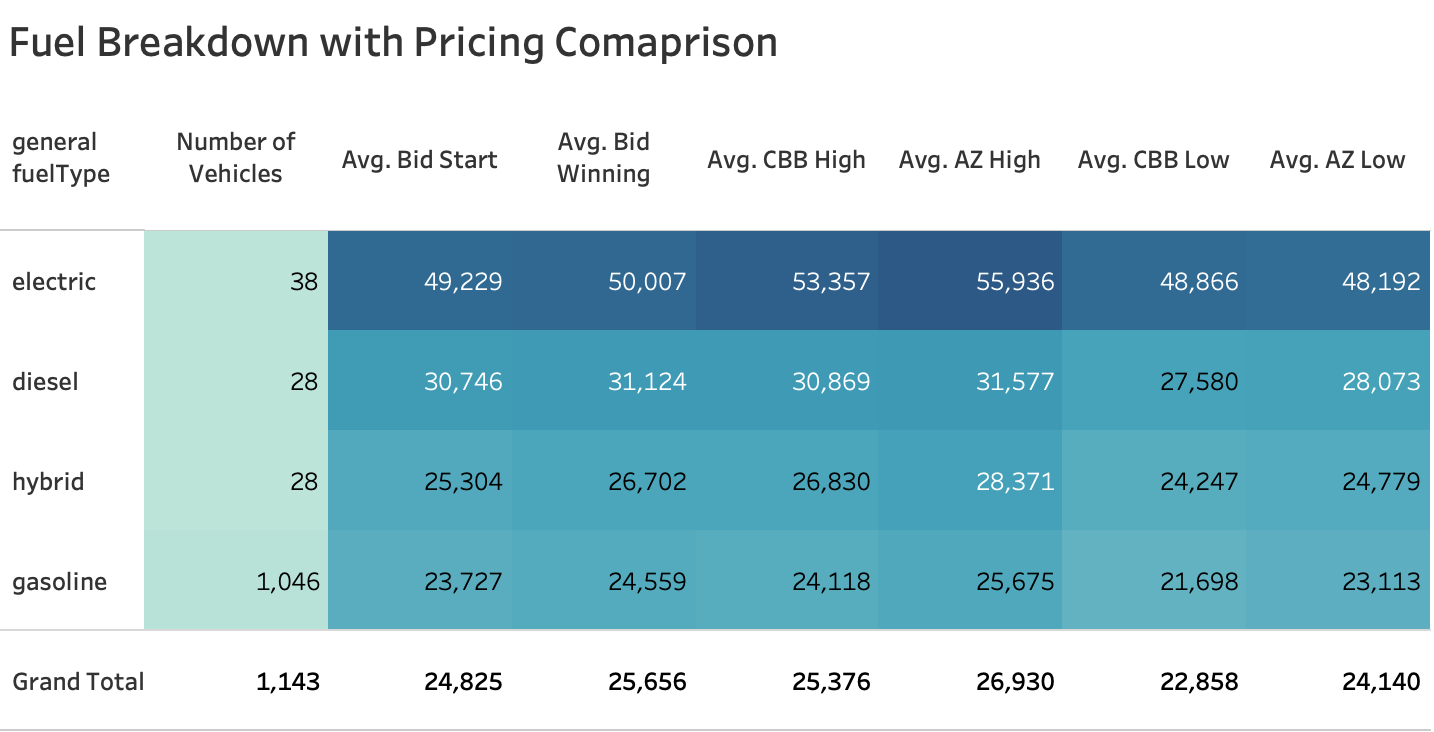 Fuel Breakdown with Pricing Comaprison
general fuelType Number of Vehicles Avg. Bid Start Avg. Bid Winning Avg. CBB High Avg. AZ High Avg. CBB Low Avg. AZ Low
electric 38 49,229 50,007 53,357 55,936 48,866 48,192
diesel 28 30,746 31,124 30,869 31,577 27,580 28,073
hybrid 28 25,304 26,702 26,830 28,371 24,247 24,779
gasoline 1,046 23,727 24,559 24,118 25,675 21,698 23,113
Grand Total 1,143 24,825 25,656 25,376 26,930 22,858 24,140